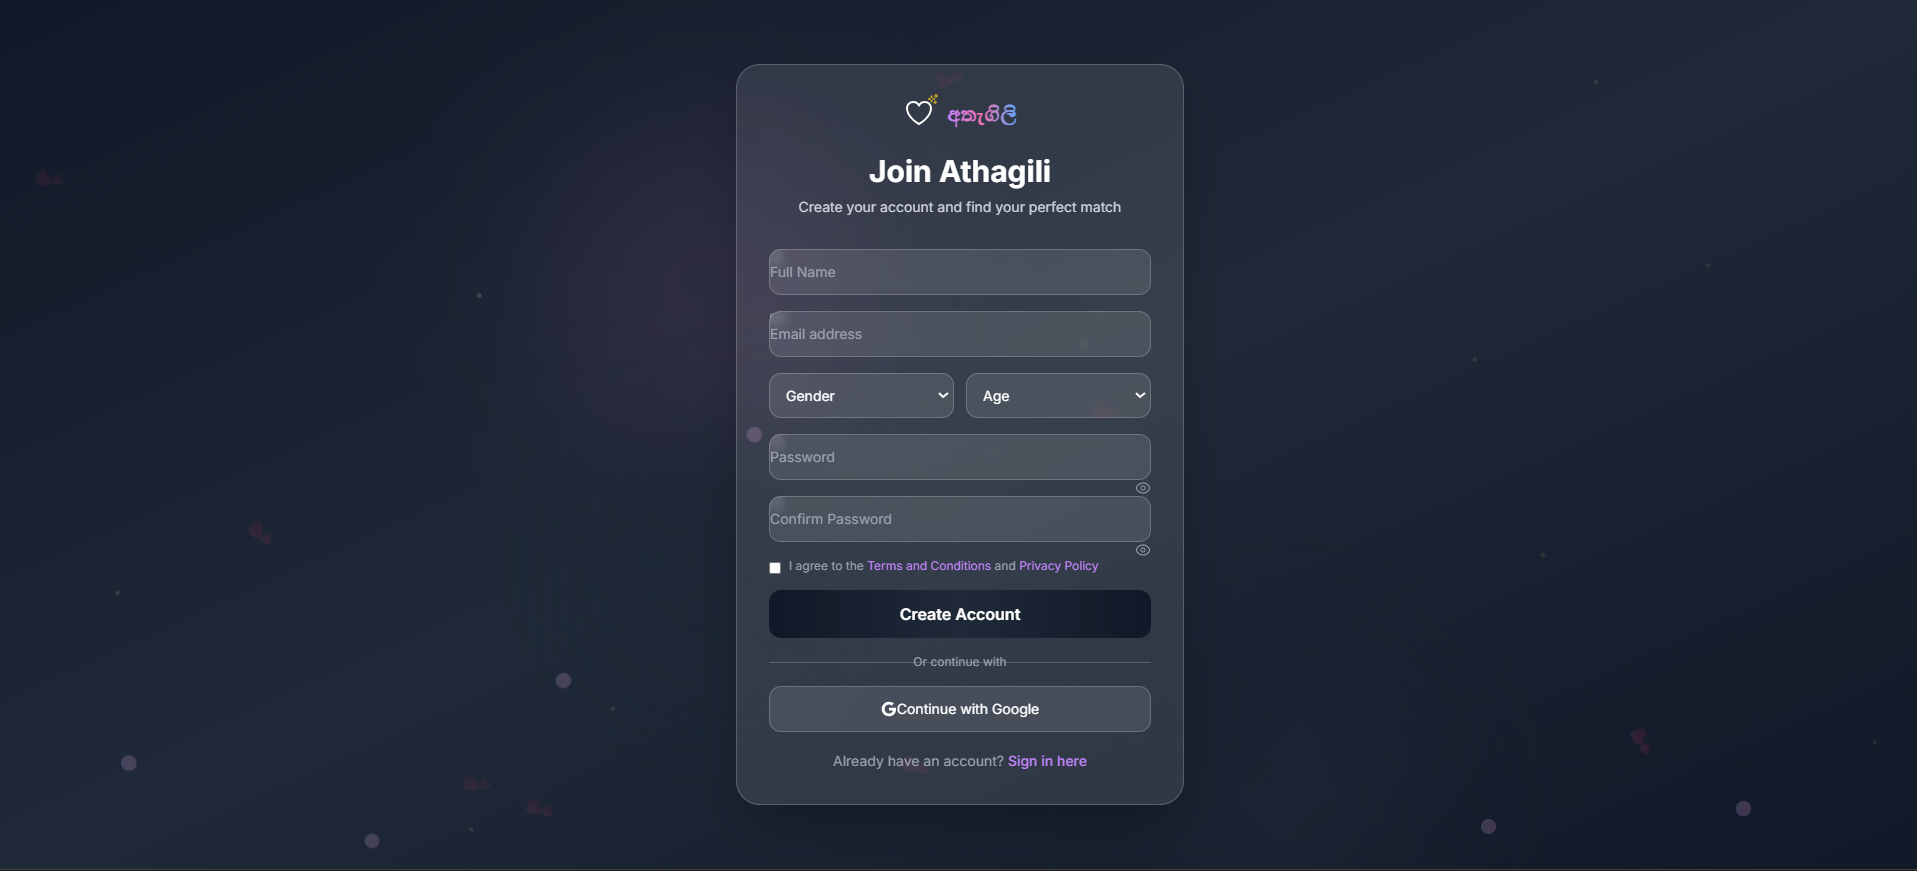 අතැගිලි
Join Athagili
Create your account and find your perfect match
Full Name
Email address
Gender Age
Password
Confirm Password
I agree to the Terms and Conditions and Privacy Policy
Create Account
Or continue with
Continue with Google
Already have an account? Sign in here